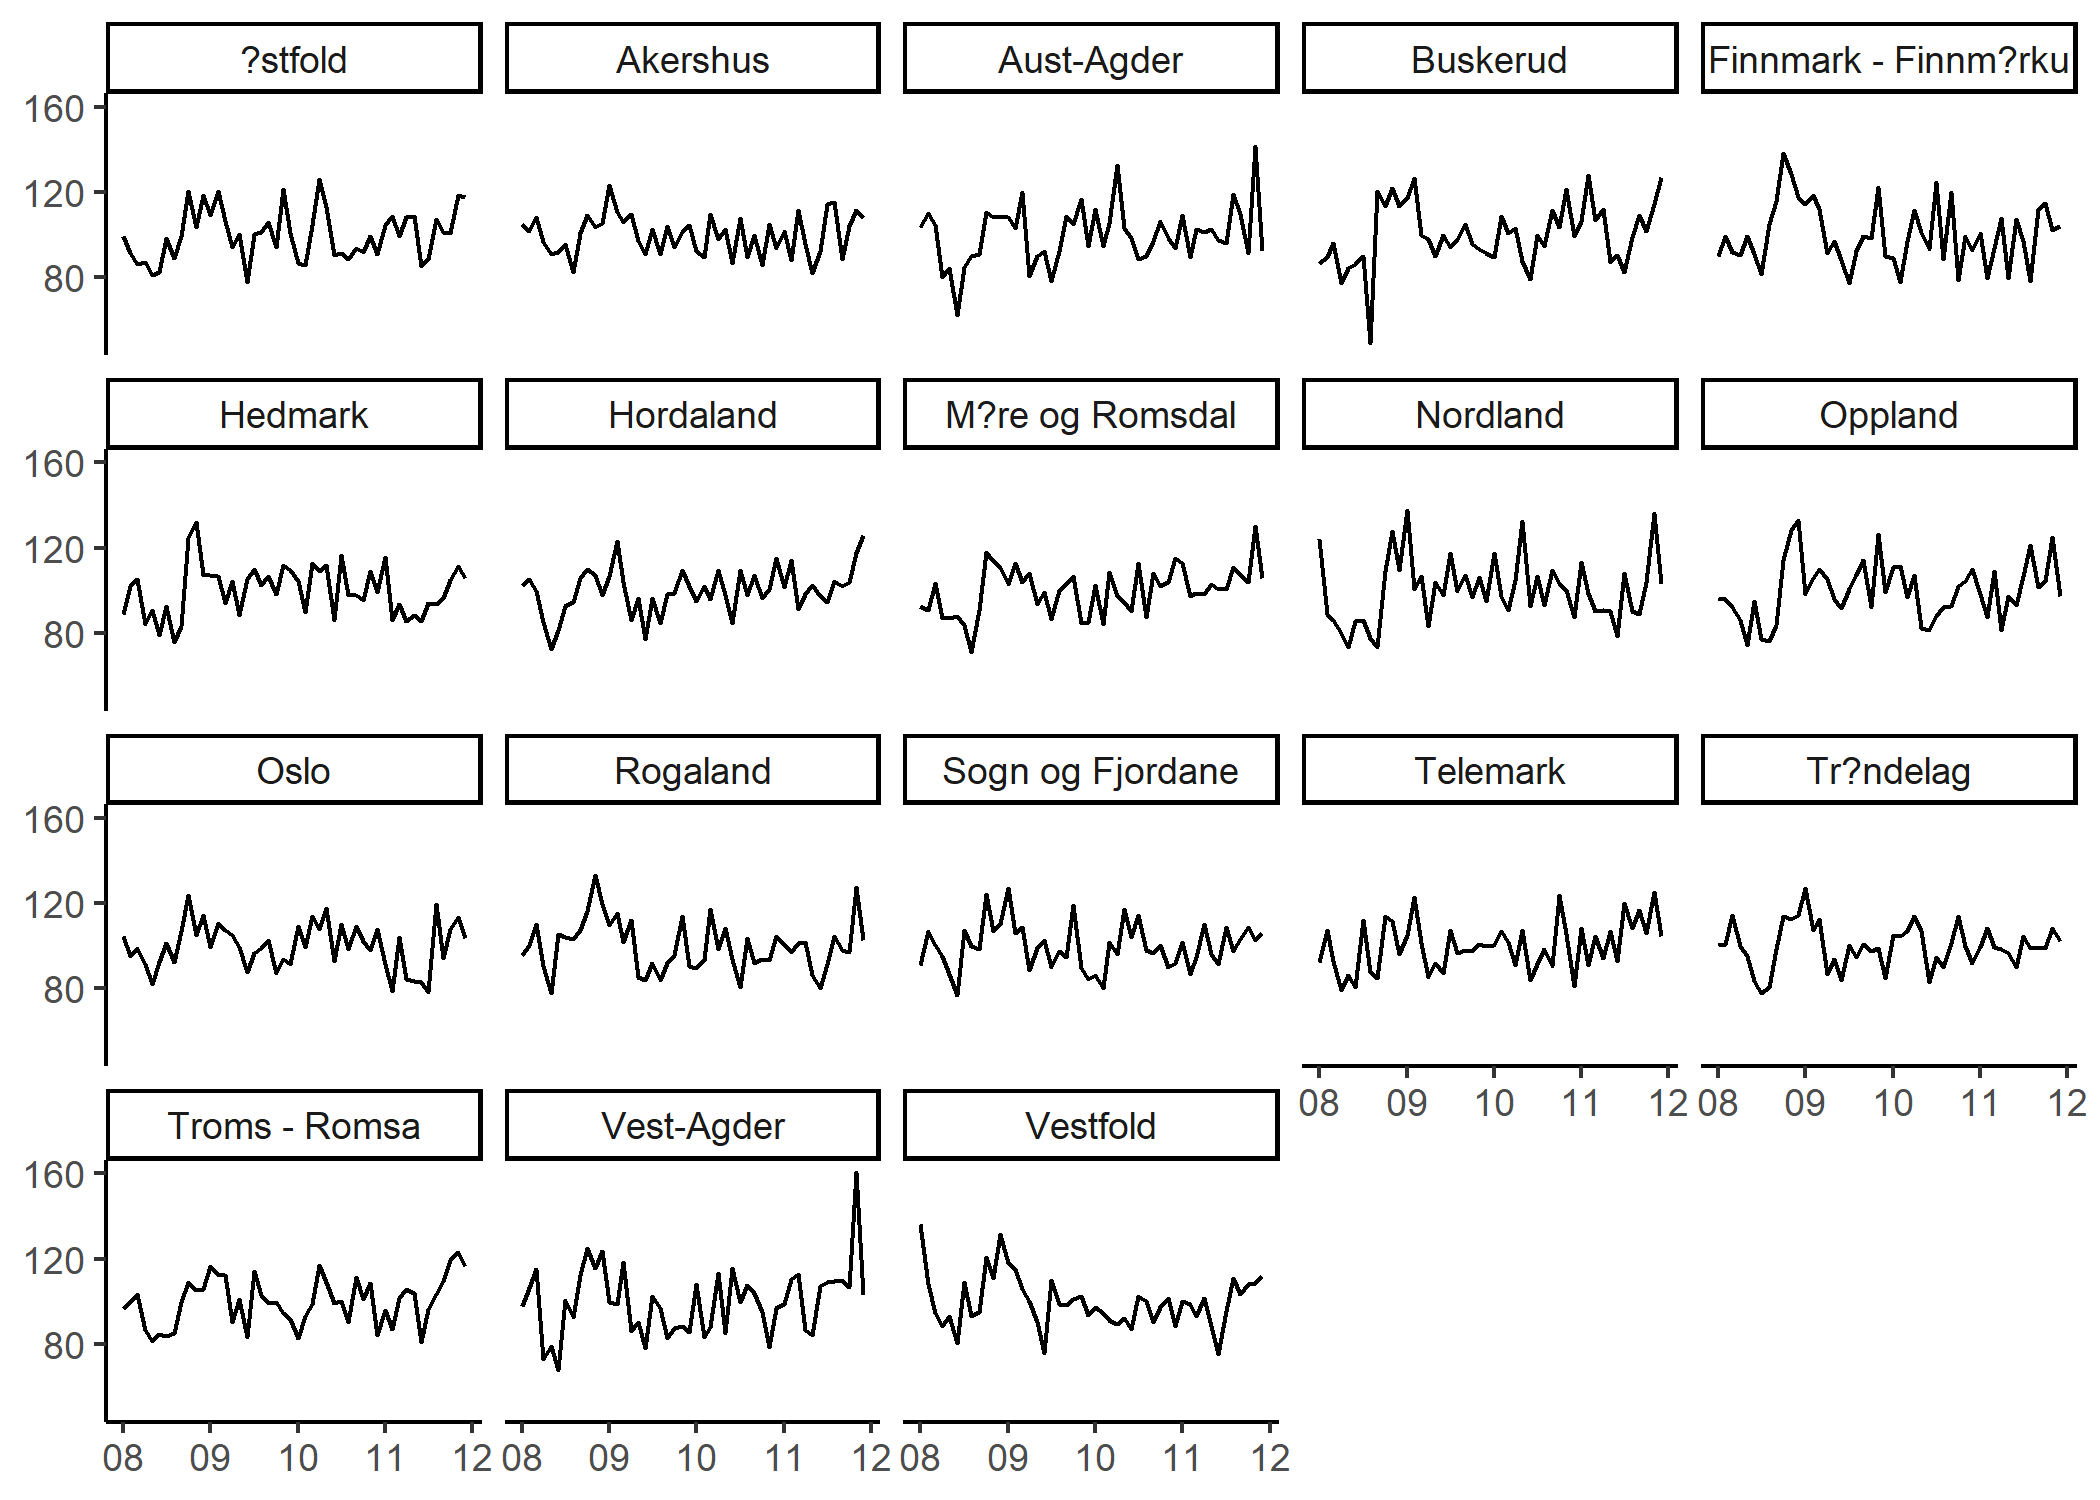 ?stfold Akershus Aust-Agder Buskerud Finnmark - Finnm?rku
160
120
80
Hedmark Hordaland M?re og Romsdal Nordland Oppland
160
120
80
Oslo Rogaland Sogn og Fjordane Telemark Tr?ndelag
160
120
80
08 09 10 11 12 08 09 10 11 12
Troms - Romsa Vest-Agder Vestfold
160
120
80
08 09 10 11 12 08 09 10 11 12 08 09 10 11 12